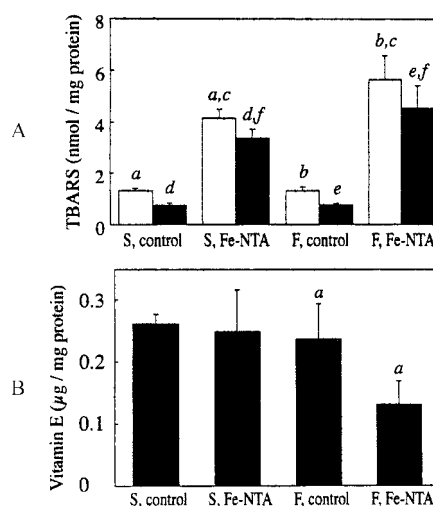 A
TBARS (nmol / mg protein)
8
6
4
2
0
a
d
a,c
d,f
b
e
b,c
e,f
S, control
S, Fe-NTA
F, control
F, Fe-NTA
B
Vitamin E (µg / mg protein)
0.3
0.2
0.1
0
a
a
S, control
S, Fe-NTA
F, control
F, Fe-NTA